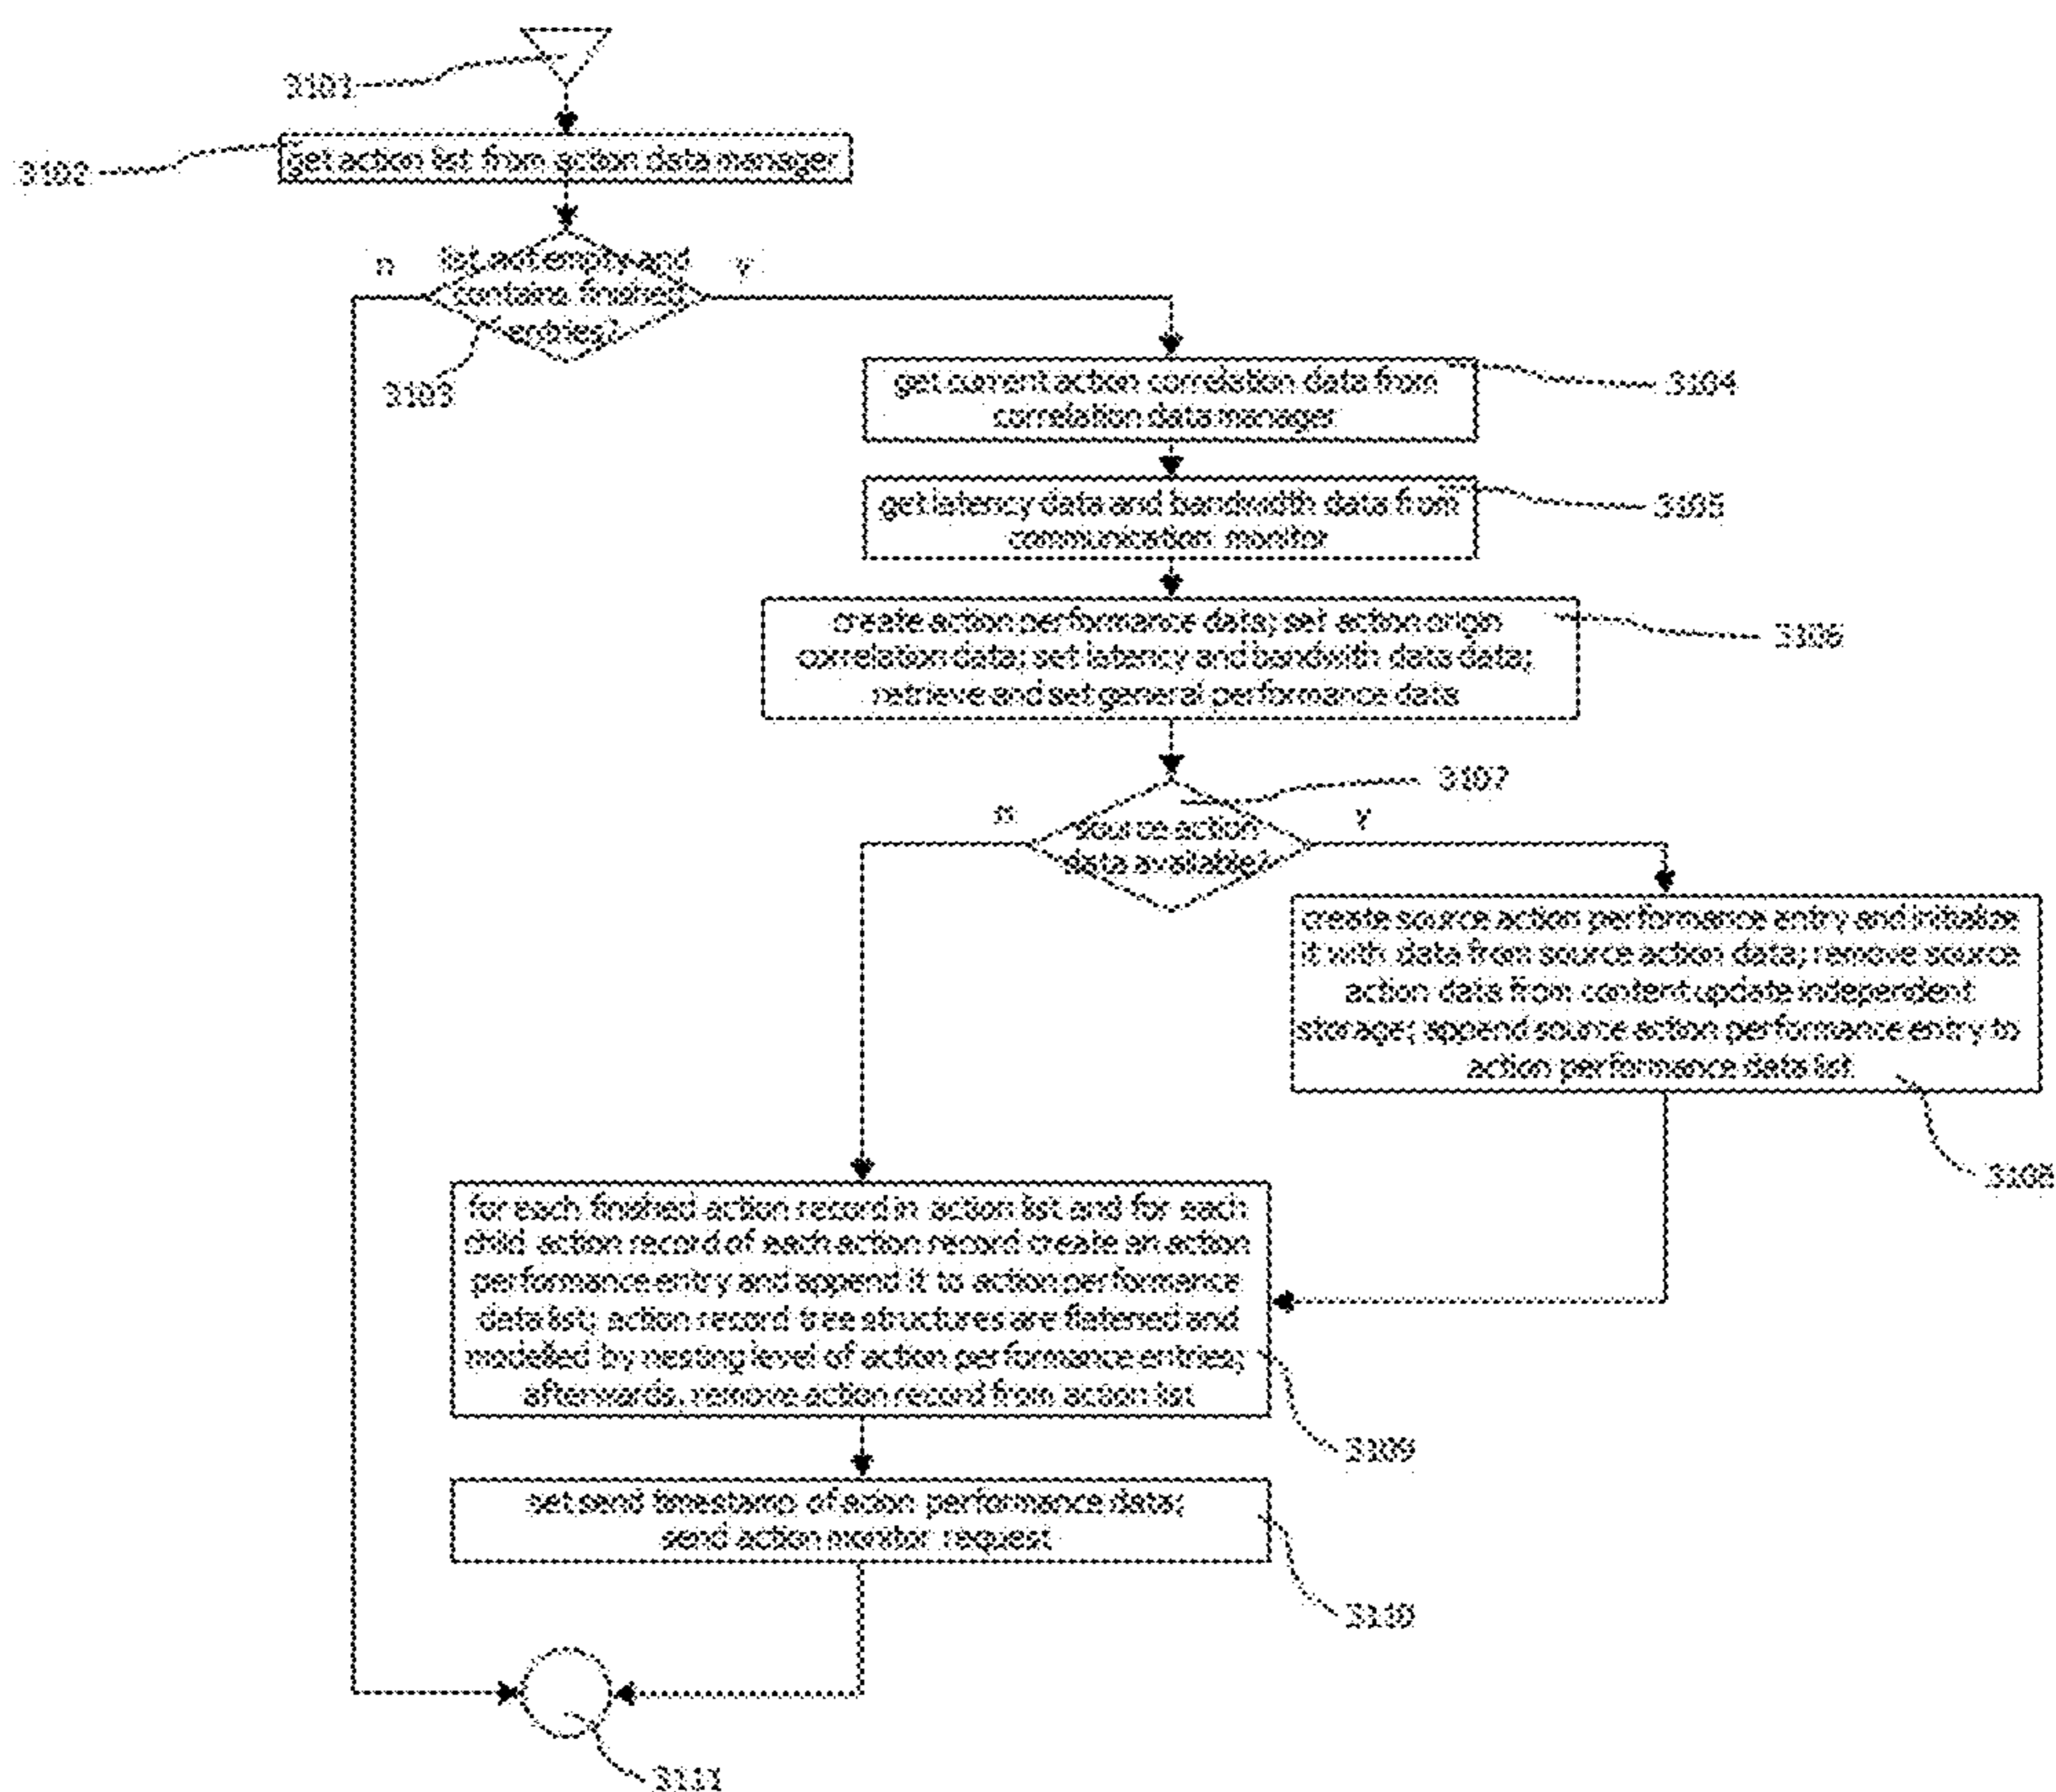 3101
get action list from action data manager
3102
n
list not empty and
y
contains finished
entries?
3103
get current action correlation data from
correlation data manager
3104
get latency data and bandwidth data from
communication monitor
3105
create action performance data; set action origin
correlation data; set latency and bandwith data data;
retrieve and set general performance data
3106
3107
n
y
source action
data available?
create source action performance entry and initialize
it with data from source action data; remove source
action data from content update independent
storage; append source action performance entry to
action performance data list
3108
for each finished action record in action list and for each
child action record of each action record create an action
performance entry and append it to action performance
data list; action record tree structures are flattened and
modelled by nesting level of action performance entries;
afterwards, remove action record from action list
3109
set send timestamp of action performance data;
send action monitor request
3110
3111